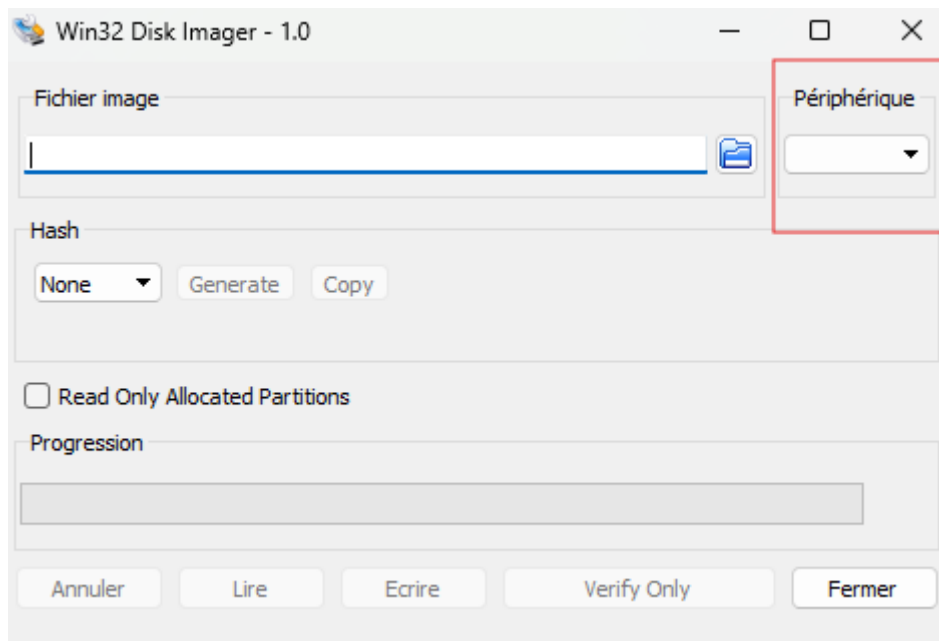 Win32 Disk Imager - 1.0
Fichier image
Périphérique
Hash
None Generate Copy
Read Only Allocated Partitions
Progression
Annuler Lire Ecrire Verify Only Fermer